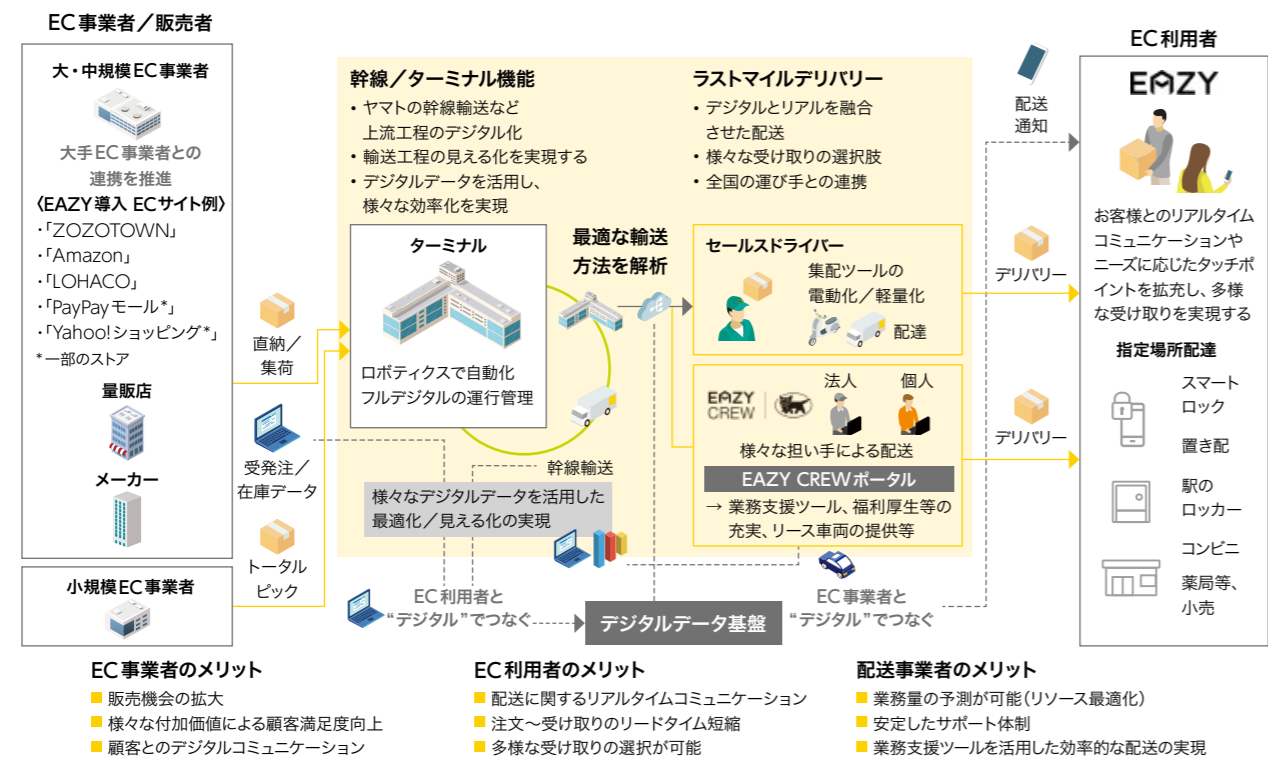 EC事業者／販売者
大・中規模EC事業者
大手EC事業者との
連携を推進
〈EAZY導入 ECサイト例〉
・「ZOZOTOWN」
・「Amazon」
・「LOHACO」
・「PayPayモール*」
・「Yahoo!ショッピング*」
*一部のストア
量販店
メーカー
小規模EC事業者
直納／
集荷
受発注／
在庫データ
トータル
ピック
幹線／ターミナル機能
• ヤマトの幹線輸送など
上流工程のデジタル化
• 輸送工程の見える化を実現する
• デジタルデータを活用し、
様々な効率化を実現
ターミナル
ロボティクスで自動化
フルデジタルの運行管理
最適な輸送
方法を解析
幹線輸送
様々なデジタルデータを活用した
最適化／見える化の実現
ラストマイルデリバリー
• デジタルとリアルを融合
させた配送
• 様々な受け取りの選択肢
• 全国の運び手との連携
セールスドライバー
集配ツールの
電動化／軽量化
配達
EAZY
CREW
法人
個人
様々な担い手による配送
EAZY CREWポータル
→ 業務支援ツール、福利厚生等の
充実、リース車両の提供等
EC利用者と
“デジタル”でつなぐ
デジタルデータ基盤
EC事業者と
“デジタル”でつなぐ
配送
通知
デリバリー
デリバリー
EC利用者
EAZY
お客様とのリアルタイム
コミュニケーションや
ニーズに応じたタッチポ
イントを拡充し、多様
な受け取りを実現する
指定場所配達
スマート
ロック
置き配
駅の
ロッカー
コンビニ
薬局等、
小売
EC事業者のメリット
■ 販売機会の拡大
■ 様々な付加価値による顧客満足度向上
■ 顧客とのデジタルコミュニケーション
EC利用者のメリット
■ 配送に関するリアルタイムコミュニケーション
■ 注文～受け取りのリードタイム短縮
■ 多様な受け取りの選択が可能
配送事業者のメリット
■ 業務量の予測が可能（リソース最適化）
■ 安定したサポート体制
■ 業務支援ツールを活用した効率的な配送の実現